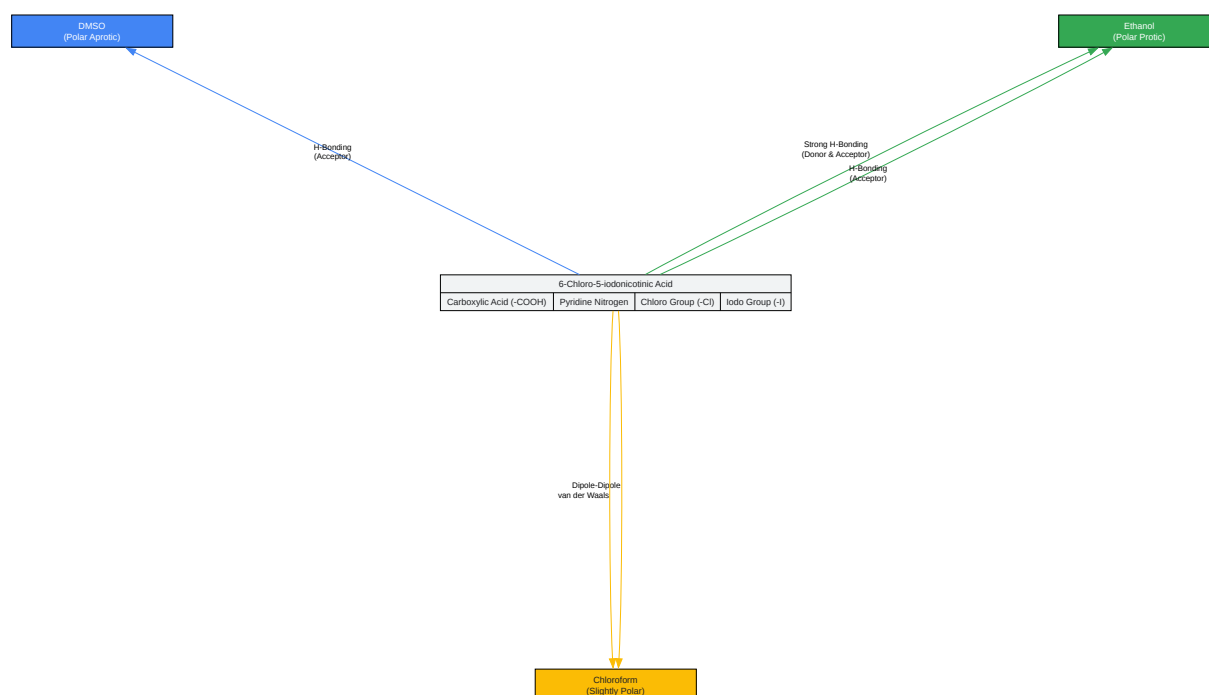 DMSO
(Polar Aprotic)
Ethanol
(Polar Protic)
H-Bonding
(Acceptor)
Strong H-Bonding
(Donor & Acceptor)
H-Bonding
(Acceptor)
6-Chloro-5-iodonicotinic Acid
Carboxylic Acid (-COOH)
Pyridine Nitrogen
Chloro Group (-Cl)
Iodo Group (-I)
Dipole-Dipole
van der Waals
Chloroform
(Slightly Polar)